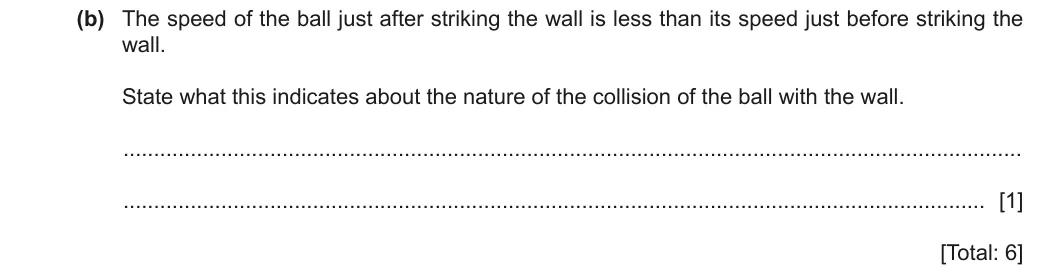 (b) The speed of the ball just after striking the wall is less than its speed just before striking the
wall.
State what this indicates about the nature of the collision of the ball with the wall.
..........................................................................................................................................................
.................................................................................................................................................... [1]
[Total: 6]